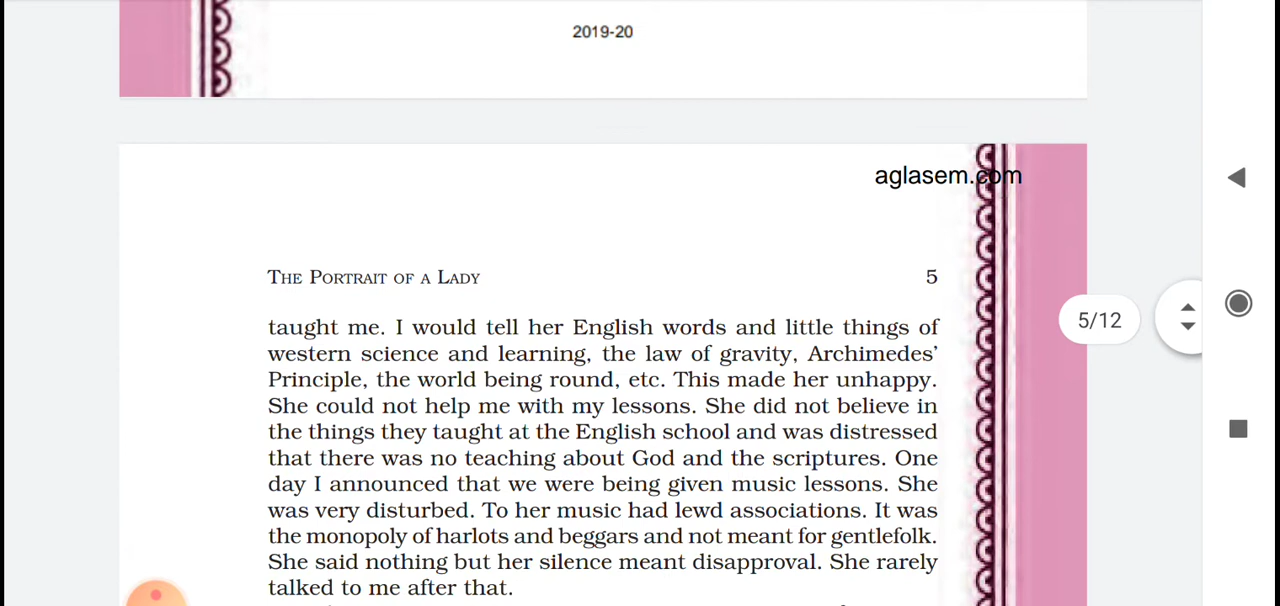 2019-20
aglasem.com
THE PORTRAIT OF A LADY 5
taught me. I would tell her English words and little things of
western science and learning, the law of gravity, Archimedes’
Principle, the world being round, etc. This made her unhappy.
She could not help me with my lessons. She did not believe in
the things they taught at the English school and was distressed
that there was no teaching about God and the scriptures. One
day I announced that we were being given music lessons. She
was very disturbed. To her music had lewd associations. It was
the monopoly of harlots and beggars and not meant for gentlefolk.
She said nothing but her silence meant disapproval. She rarely
talked to me after that.
5/12